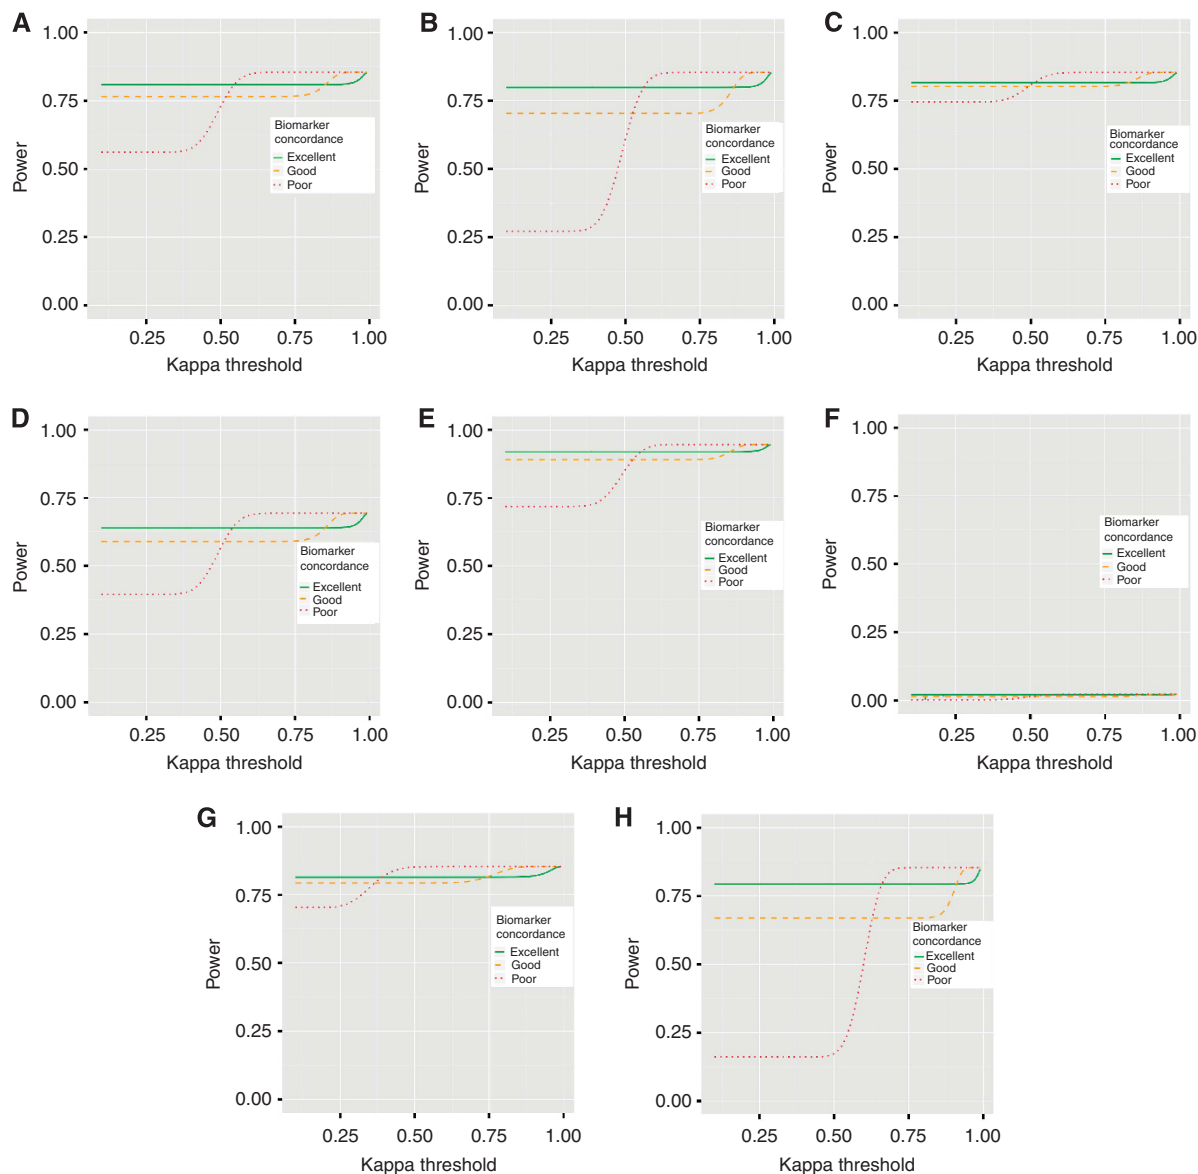 A
1.00
0.75
0.50
0.25
0.00
Power
Biomarker
concordance
Excellent
Good
Poor
0.25 0.50 0.75 1.00
Kappa threshold
B
1.00
0.75
0.50
0.25
0.00
Power
Biomarker
concordance
Excellent
Good
Poor
0.25 0.50 0.75 1.00
Kappa threshold
C
1.00
0.75
0.50
0.25
0.00
Power
Biomarker
concordance
Excellent
Good
Poor
0.25 0.50 0.75 1.00
Kappa threshold
D
1.00
0.75
0.50
0.25
0.00
Power
Biomarker
concordance
Excellent
Good
Poor
0.25 0.50 0.75 1.00
Kappa threshold
E
1.00
0.75
0.50
0.25
0.00
Power
Biomarker
concordance
Excellent
Good
Poor
0.25 0.50 0.75 1.00
Kappa threshold
F
1.00
0.75
0.50
0.25
0.00
Power
Biomarker
concordance
Excellent
Good
Poor
0.25 0.50 0.75 1.00
Kappa threshold
G
1.00
0.75
0.50
0.25
0.00
Power
Biomarker
concordance
Excellent
Good
Poor
0.25 0.50 0.75 1.00
Kappa threshold
H
1.00
0.75
0.50
0.25
0.00
Power
Biomarker
concordance
Excellent
Good
Poor
0.25 0.50 0.75 1.00
Kappa threshold